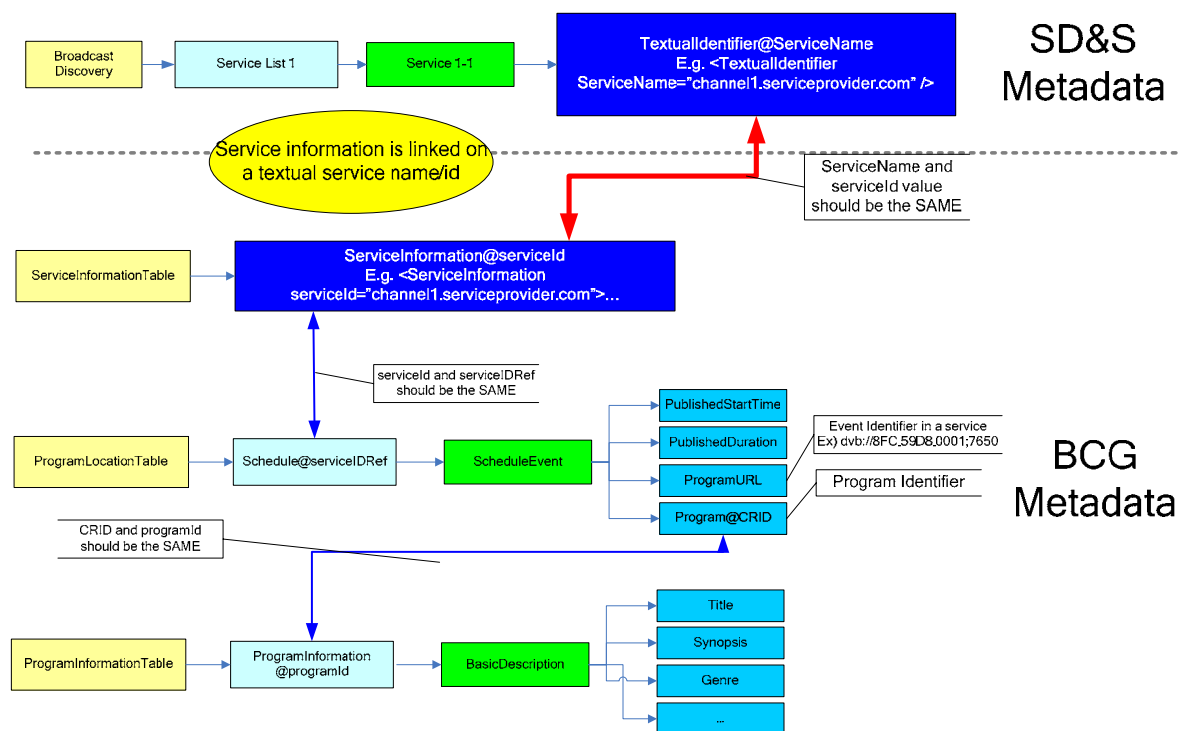 SD&S
Metadata
Broadcast
Discovery
Service List 1
Service 1-1
TextualIdentifier@ServiceName
E.g. <TextualIdentifier
ServiceName="channel1.serviceprovider.com" />
Service information is linked on
a textual service name/id
ServiceName and
serviceId value
should be the SAME
ServiceInformationTable
ServiceInformation@serviceId
E.g. <ServiceInformation
serviceId="channel1.serviceprovider.com">...
serviceId and serviceIDRef
should be the SAME
ProgramLocationTable
Schedule@serviceIDRef
ScheduleEvent
PublishedStartTime
PublishedDuration
ProgramURL
Program@CRID
Event Identifier in a service
Ex) dvb://8FC.59D8.0001;7650
Program Identifier
BCG
Metadata
CRID and programId
should be the SAME
ProgramInformationTable
ProgramInformation
@programId
BasicDescription
Title
Synopsis
Genre
...